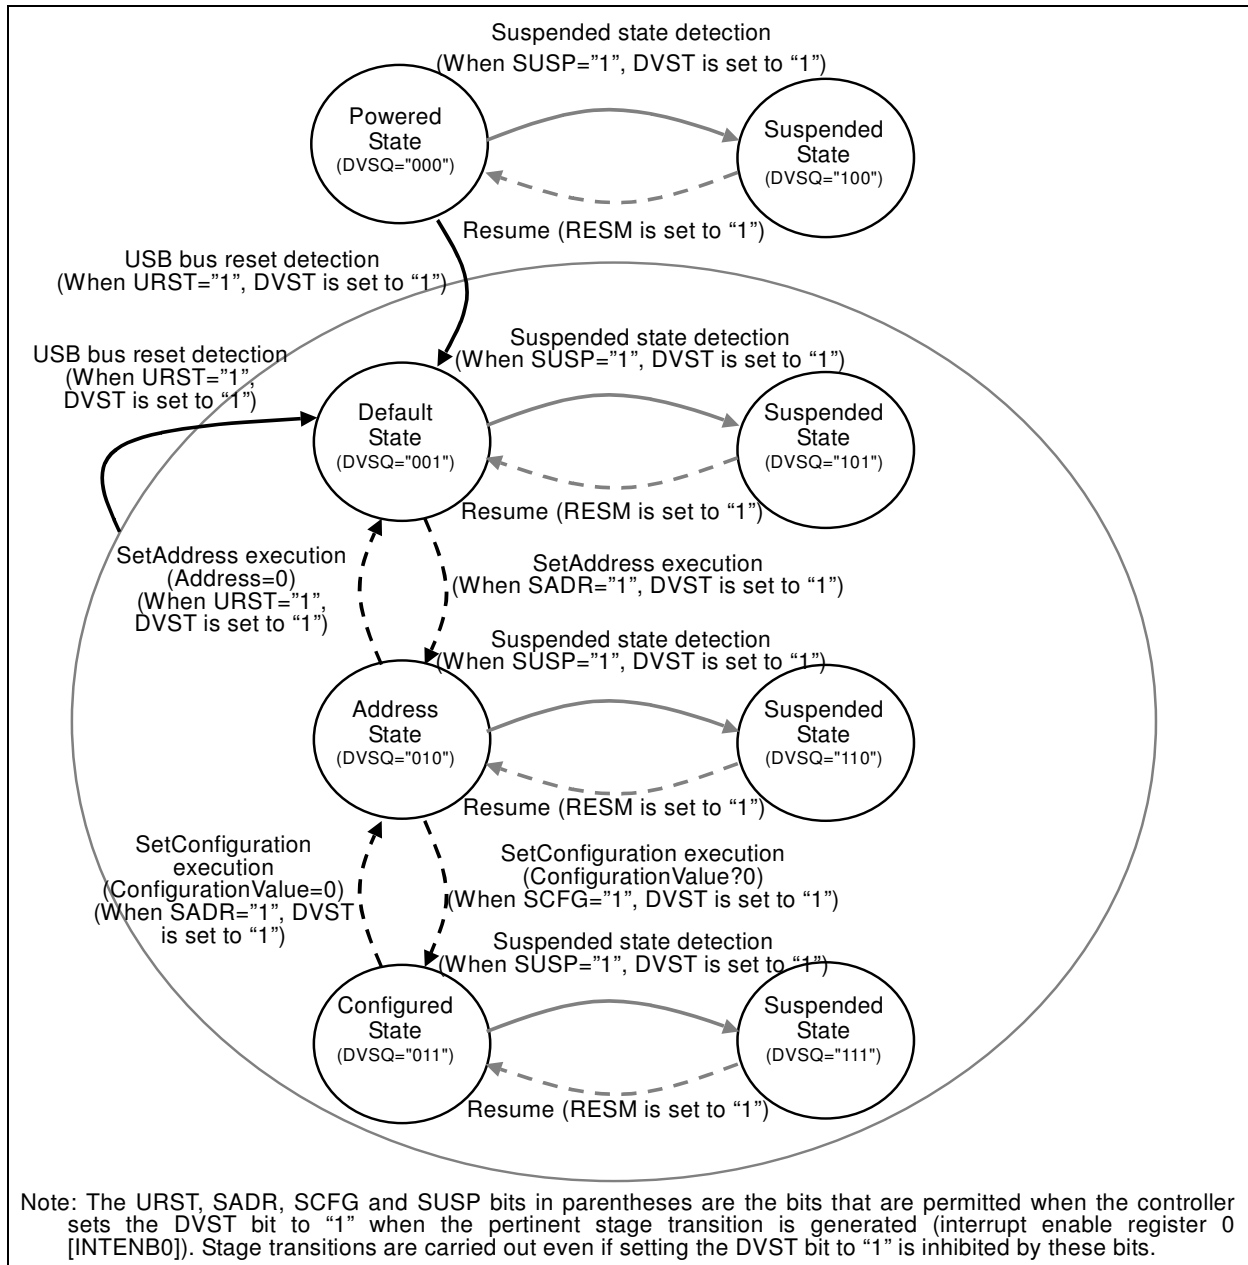 Suspended state detection
(When SUSP=”1”, DVST is set to “1”)
Powered
State
(DVSQ="000")
Suspended
State
(DVSQ="100")
Resume (RESM is set to “1”)
USB bus reset detection
(When URST=”1”, DVST is set to “1”)
USB bus reset detection
(When URST=”1”,
DVST is set to “1”)
Suspended state detection
(When SUSP=”1”, DVST is set to “1”)
Default
State
(DVSQ="001")
Suspended
State
(DVSQ="101")
Resume (RESM is set to “1”)
SetAddress execution
(Address=0)
(When URST=”1”,
DVST is set to “1”)
SetAddress execution
(When SADR=”1”, DVST is set to “1”)
Suspended state detection
(When SUSP=”1”, DVST is set to “1”)
Address
State
(DVSQ="010")
Suspended
State
(DVSQ="110")
Resume (RESM is set to “1”)
SetConfiguration
execution
(ConfigurationValue=0)
(When SADR=”1”, DVST
is set to “1”)
SetConfiguration execution
(ConfigurationValue?0)
(When SCFG=”1”, DVST is set to “1”)
Suspended state detection
(When SUSP=”1”, DVST is set to “1”)
Configured
State
(DVSQ="011")
Suspended
State
(DVSQ="111")
Resume (RESM is set to “1”)
Note: The URST, SADR, SCFG and SUSP bits in parentheses are the bits that are permitted when the controller
sets the DVST bit to “1” when the pertinent stage transition is generated (interrupt enable register 0
[INTENB0]). Stage transitions are carried out even if setting the DVST bit to “1” is inhibited by these bits.